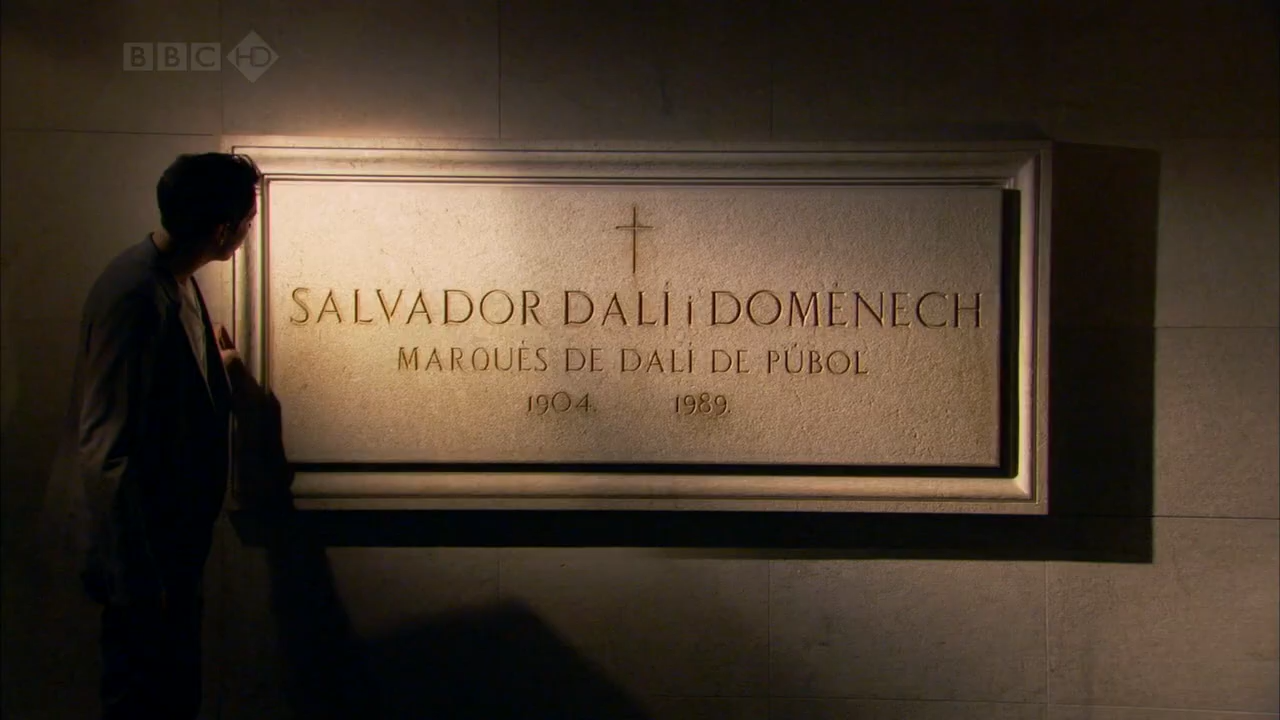 BBC HD
SALVADOR DALÍ i DOMÈNECH
MARQUÈS DE DALÍ DE PÚBOL
1904. 1989.